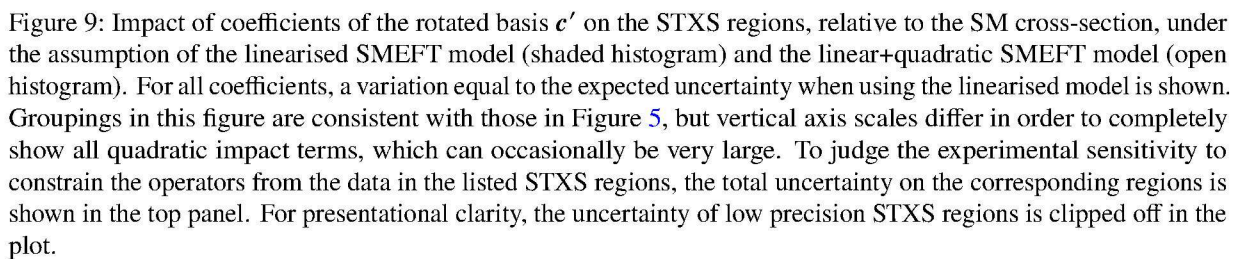 Figure 9: Impact of coefficients of the rotated basis c′ on the STXS regions, relative to the SM cross-section, under
the assumption of the linearised SMEFT model (shaded histogram) and the linear+quadratic SMEFT model (open
histogram). For all coefficients, a variation equal to the expected uncertainty when using the linearised model is shown.
Groupings in this figure are consistent with those in Figure 5, but vertical axis scales differ in order to completely
show all quadratic impact terms, which can occasionally be very large. To judge the experimental sensitivity to
constrain the operators from the data in the listed STXS regions, the total uncertainty on the corresponding regions is
shown in the top panel. For presentational clarity, the uncertainty of low precision STXS regions is clipped off in the
plot.